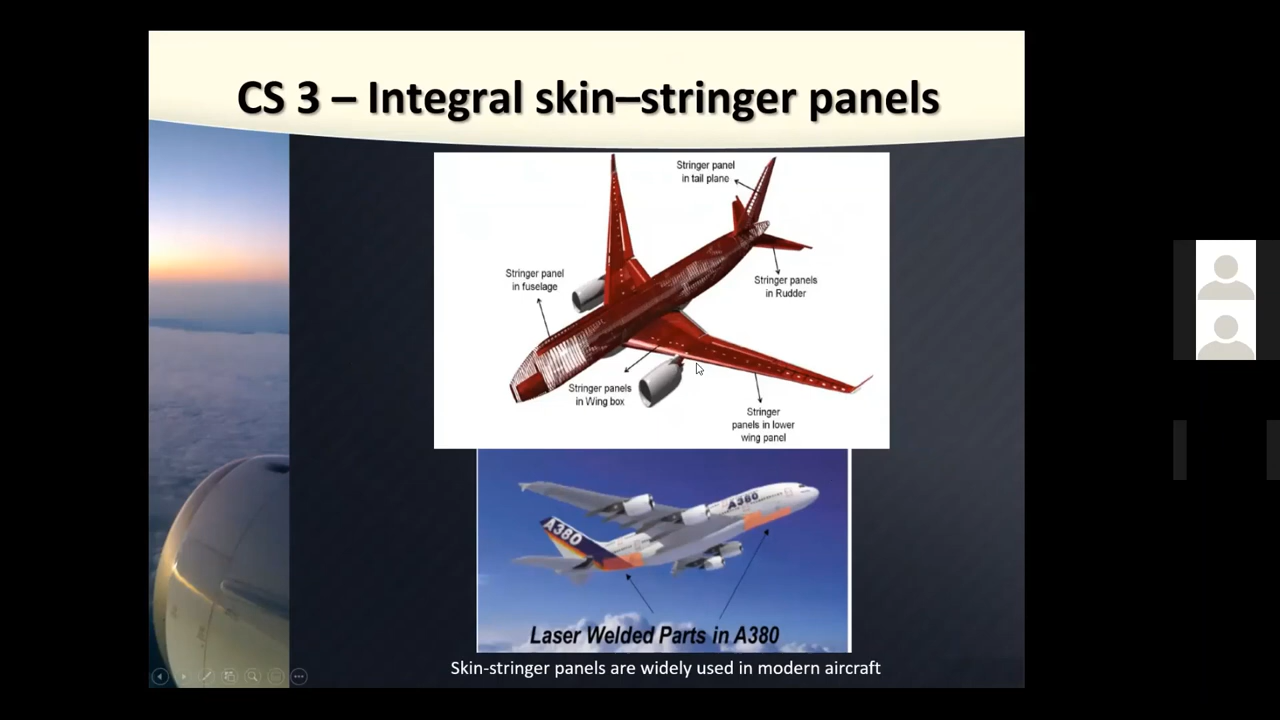 CS 3 – Integral skin–stringer panels
Stringer panel
in tail plane
Stringer panel
in fuselage
Stringer panels
in Rudder
Stringer panels
in Wing box
Stringer
panels in lower
wing panel
A380
A380
Laser Welded Parts in A380
Skin-stringer panels are widely used in modern aircraft